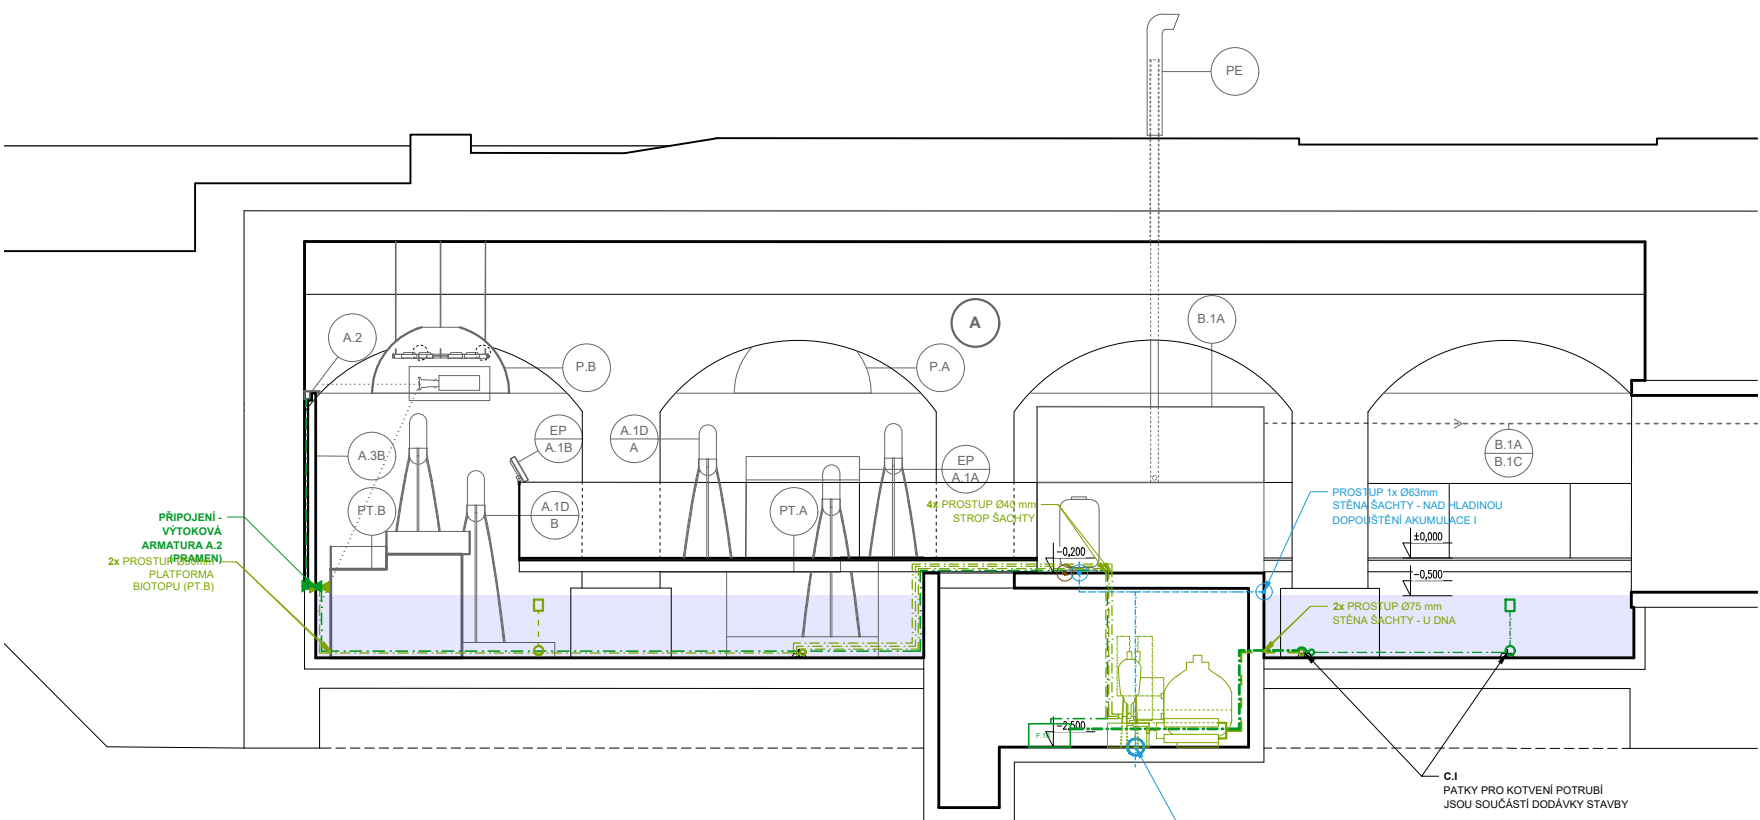 PE
A
A.2
B.1A
P.B
P.A
EP
A.1B
A.1D
A
A.3B
EP
A.1A
B.1A
B.1C
PT.B
A.1D
B
PT.A
4x PROSTUP Ø40 mm
STROP ŠACHTY
PROSTUP 1x Ø63mm
STĚNA ŠACHTY - NAD HLADINOU
DOPOUŠTĚNÍ AKUMULACE I
PŘIPOJENÍ -
VÝTOKOVÁ
ARMATURA A.2
(PRAMEN)
2x PROSTUP Ø50mm
PLATFORMA
BIOTOPU (PT.B)
±0,000
-0,200
-0,500
2x PROSTUP Ø75 mm
STĚNA ŠACHTY - U DNA
-2,500
C.I
PATKY PRO KOTVENÍ POTRUBÍ
JSOU SOUČÁSTÍ DODÁVKY STAVBY